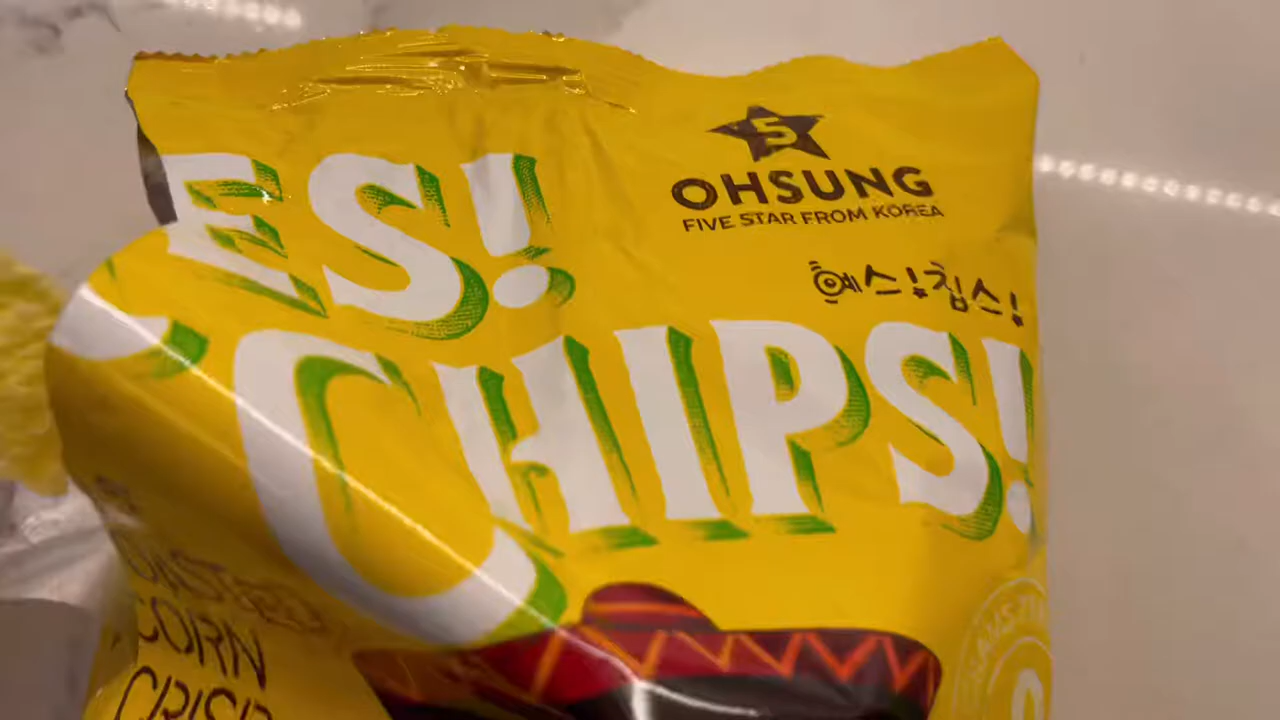 ES!
5
OHSUNG
FIVE STAR FROM KOREA
예스!칩스!
CHIPS!
CORN